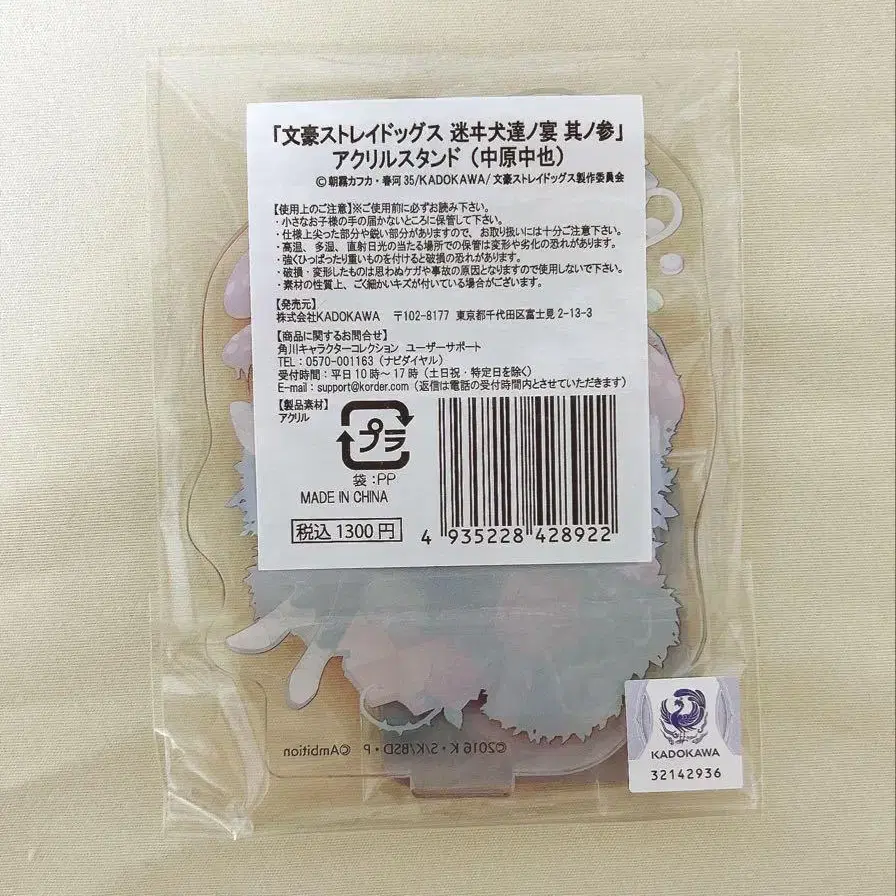 「文豪ストレイドッグス 迷ヰ犬達ノ宴 其ノ参」
アクリルスタンド（中原中也）
©朝霧カフカ・春河35/KADOKAWA/文豪ストレイドッグス製作委員会
【使用上のご注意】※ご使用前に必ずお読み下さい。
・小さなお子様の手の届かないところに保管して下さい。
・仕様上尖った部分や鋭い部分がありますので、お取り扱いには十分ご注意下さい。
・高温、多湿、直射日光の当たる場所での保管は変形や劣化の恐れがあります。
・強くひっぱったり重いものを付けると破損の恐れがあります。
・破損・変形したものは思わぬケガや事故の原因となりますので使用しないで下さい。
・素材の性質上、ごく細かいキズが付いている場合がございます。
【発売元】
株式会社KADOKAWA 〒102-8177 東京都千代田区富士見2-13-3
【商品に関するお問合せ】
角川キャラクターコレクション ユーザーサポート
TEL：0570-001163（ナビダイヤル）
受付時間：平日10時～17時（土日祝・特定日を除く）
E-mail：support@korder.com（返信は電話の受付時間内とさせていただきます）
【製品素材】
アクリル
プラ
袋：PP
MADE IN CHINA
税込1300円
4 935228 428922
©2016 K・S/K/BSD・P ©Ambition
KADOKAWA
32142936